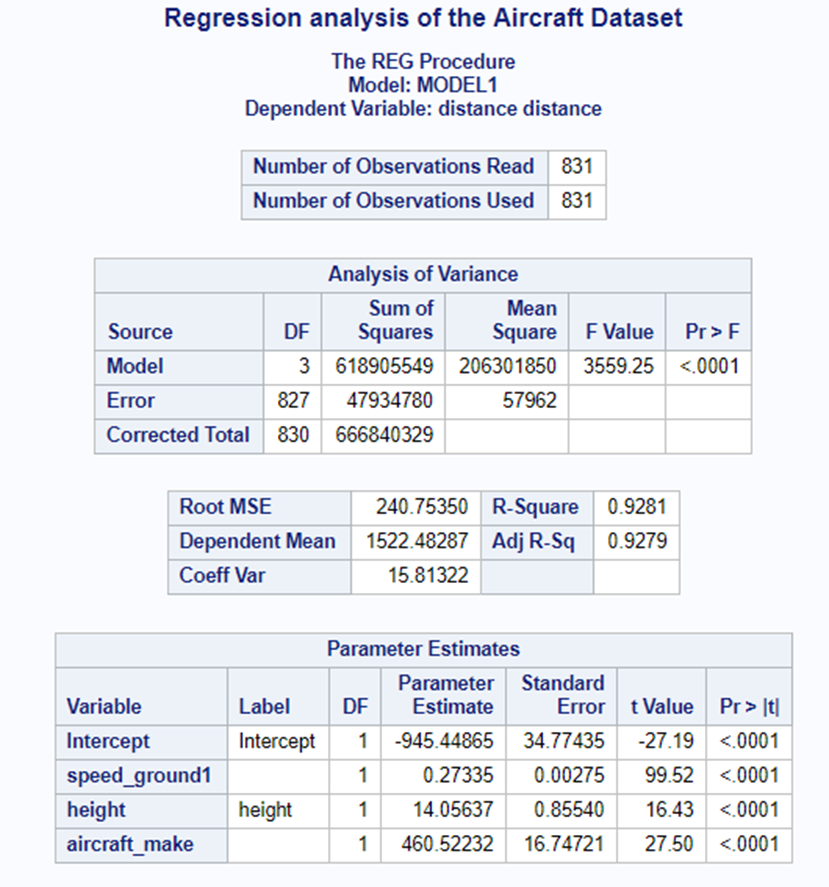 Regression analysis of the Aircraft Dataset
The REG Procedure
Model: MODEL1
Dependent Variable: distance distance
Number of Observations Read 831
Number of Observations Used 831
Analysis of Variance
Source DF Sum of Squares Mean Square F Value Pr > F
Model 3 618905549 206301850 3559.25 <.0001
Error 827 47934780 57962
Corrected Total 830 666840329
Root MSE 240.75350 R-Square 0.9281
Dependent Mean 1522.48287 Adj R-Sq 0.9279
Coeff Var 15.81322
Parameter Estimates
Variable Label DF Parameter Estimate Standard Error t Value Pr > |t|
Intercept Intercept 1 -945.44865 34.77435 -27.19 <.0001
speed_ground1 1 0.27335 0.00275 99.52 <.0001
height height 1 14.05637 0.85540 16.43 <.0001
aircraft_make 1 460.52232 16.74721 27.50 <.0001